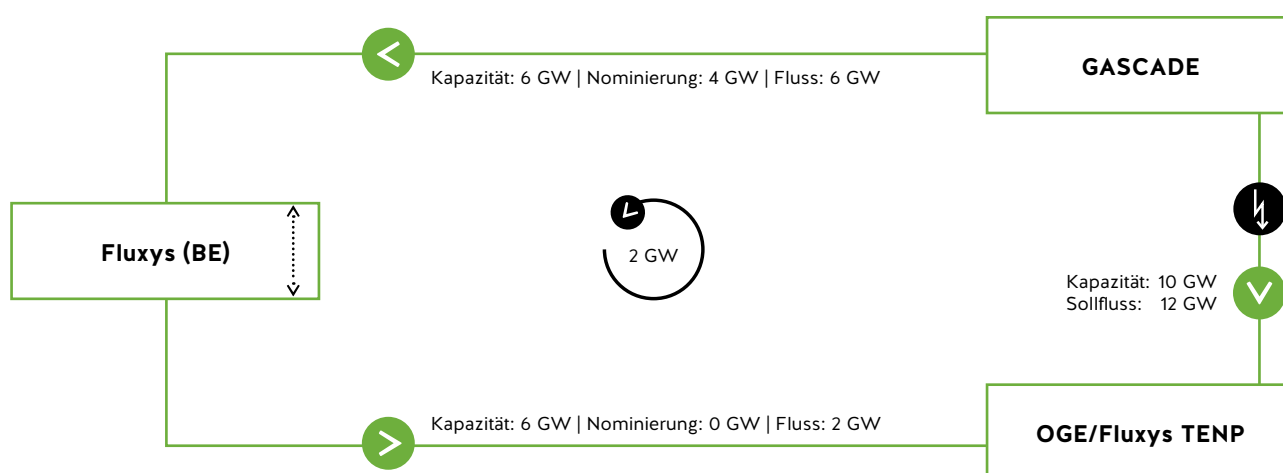 GASCADE
Kapazität: 6 GW | Nominierung: 4 GW | Fluss: 6 GW
Fluxys (BE)
2 GW
Kapazität: 10 GW
Sollfluss: 12 GW
Kapazität: 6 GW | Nominierung: 0 GW | Fluss: 2 GW
OGE/Fluxys TENP